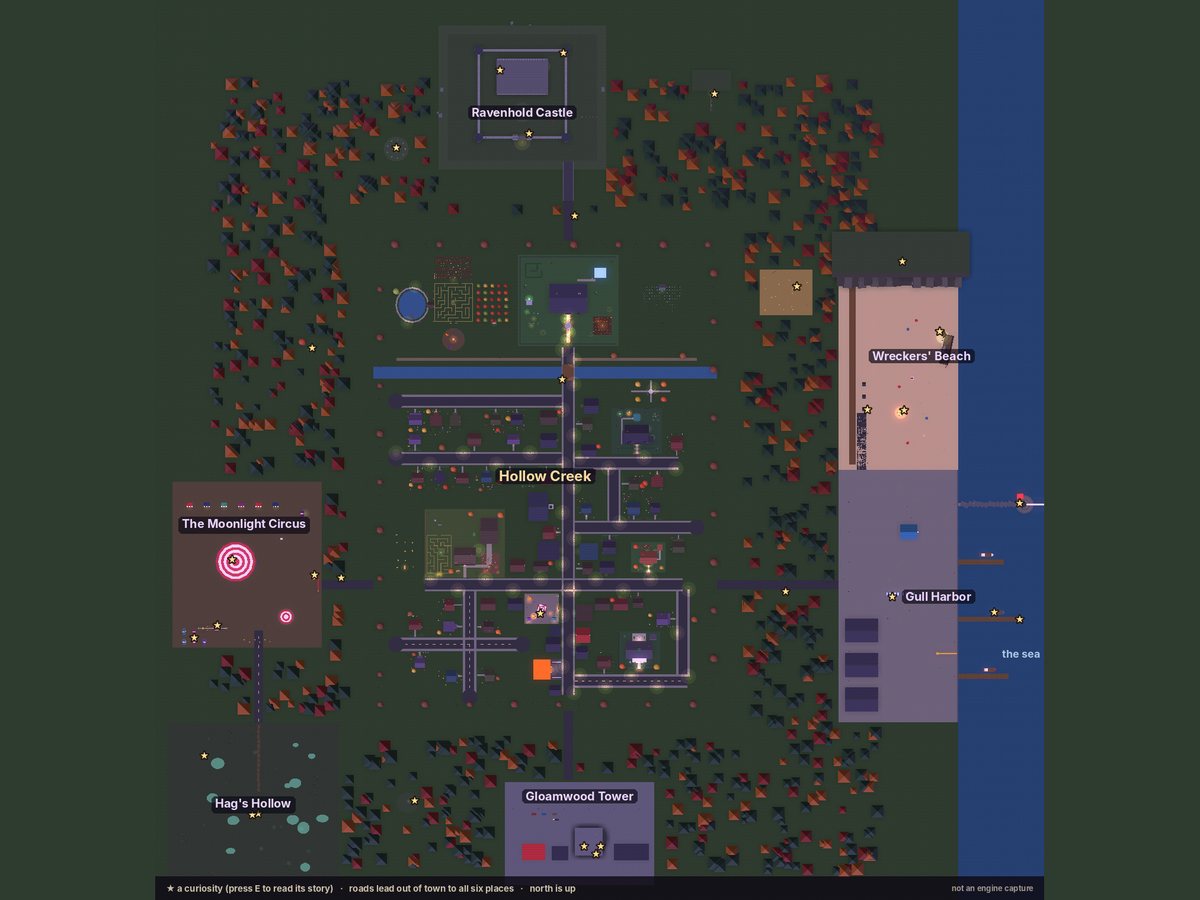 Ravenhold Castle
Wreckers' Beach
Hollow Creek
The Moonlight Circus
Gull Harbor
the sea
Gloamwood Tower
Hag's Hollow
★ a curiosity (press E to read its story) · roads lead out of town to all six places · north is up
not an engine capture